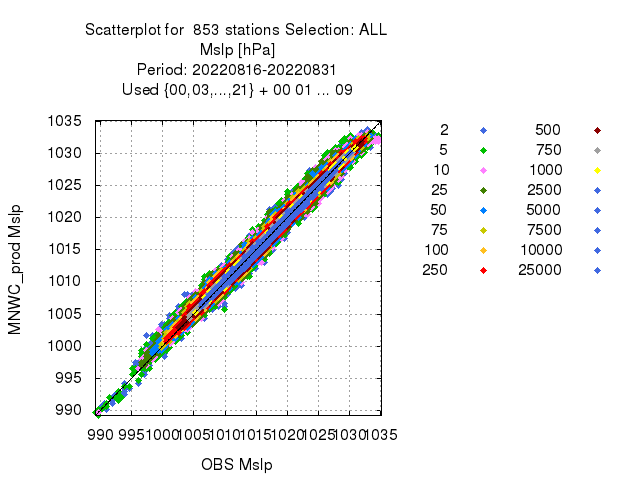 Scatterplot for 853 stations Selection: ALL
Mslp [hPa]
Period: 20220816-20220831
Used {00,03,...,21} + 00 01 ... 09
1035
1030
1025
1020
1015
1010
1005
1000
995
990
MNWC_prod Mslp
990 995 1000 1005 1010 1015 1020 1025 1030 1035
OBS Mslp
2 500
5 750
10 1000
25 2500
50 5000
75 7500
100 10000
250 25000